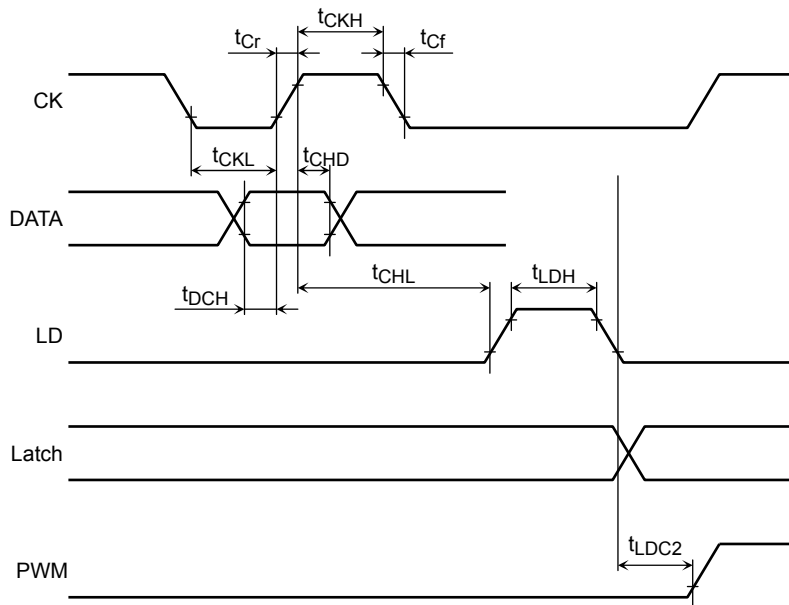 tCKH
tCr
tCf
CK
tCKL
tCHD
DATA
tCHL
tLDH
tDCH
LD
Latch
tLDC2
PWM